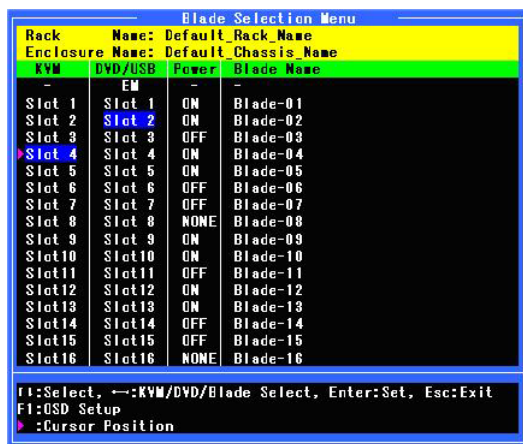 Blade Selection Menu
Rack Name: Default_Rack_Name
Enclosure Name: Default_Chassis_Name
KVM DVD/USB Power Blade Name
- EM - -
Slot 1 Slot 1 ON Blade-01
Slot 2 Slot 2 ON Blade-02
Slot 3 Slot 3 OFF Blade-03
Slot 4 Slot 4 ON Blade-04
Slot 5 Slot 5 ON Blade-05
Slot 6 Slot 6 OFF Blade-06
Slot 7 Slot 7 OFF Blade-07
Slot 8 Slot 8 NONE Blade-08
Slot 9 Slot 9 ON Blade-09
Slot10 Slot10 ON Blade-10
Slot11 Slot11 OFF Blade-11
Slot12 Slot12 ON Blade-12
Slot13 Slot13 ON Blade-13
Slot14 Slot14 OFF Blade-14
Slot15 Slot15 OFF Blade-15
Slot16 Slot16 NONE Blade-16
↑↓:Select, ←→:KVM/DVD/Blade Select, Enter:Set, Esc:Exit
F1:OSD Setup
:Cursor Position